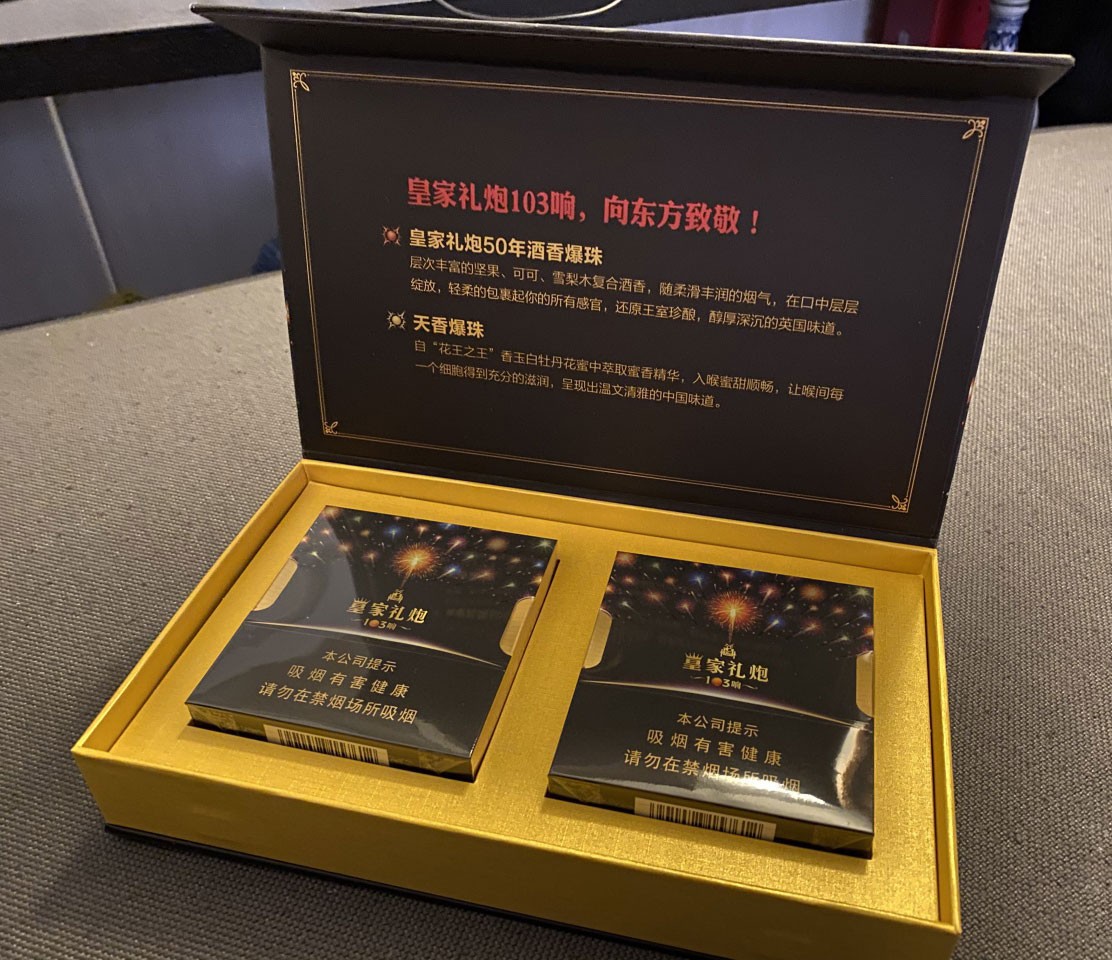 皇家礼炮103响，向东方致敬！
皇家礼炮50年酒香爆珠
层次丰富的坚果、可可、雪梨木复合酒香，随柔滑丰润的烟气，在口中层层
绽放，轻柔的包裹起你的所有感官，还原王室珍酿，醇厚深沉的英国味道。
天香爆珠
自“花王之王”香玉白牡丹花蜜中萃取蜜香精华，入喉蜜甜顺畅，让喉间每
一个细胞得到充分的滋润，呈现出温文清雅的中国味道。
皇家礼炮
103响
本公司提示
吸烟有害健康
请勿在禁烟场所吸烟
皇家礼炮
103响
本公司提示
吸烟有害健康
请勿在禁烟场所吸烟